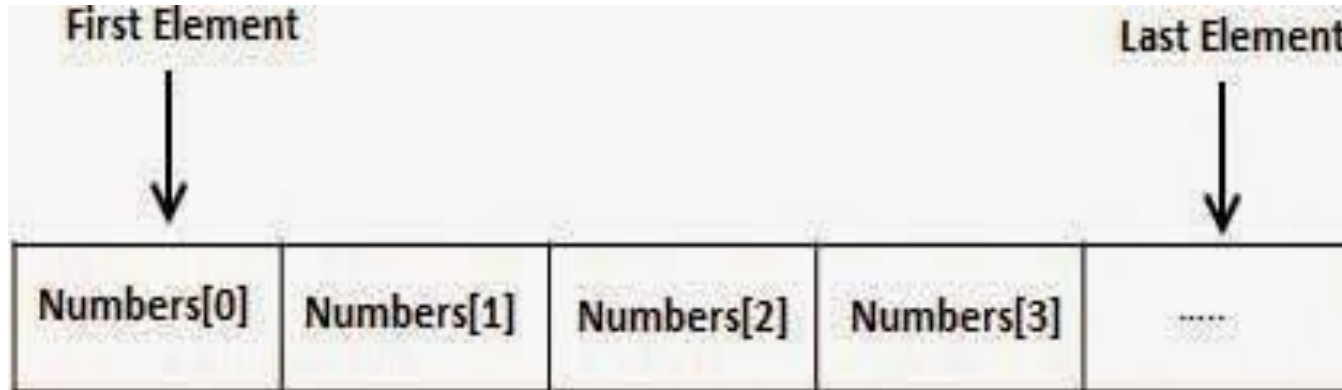 First Element
Last Element
Numbers[0] Numbers[1] Numbers[2] Numbers[3] .....